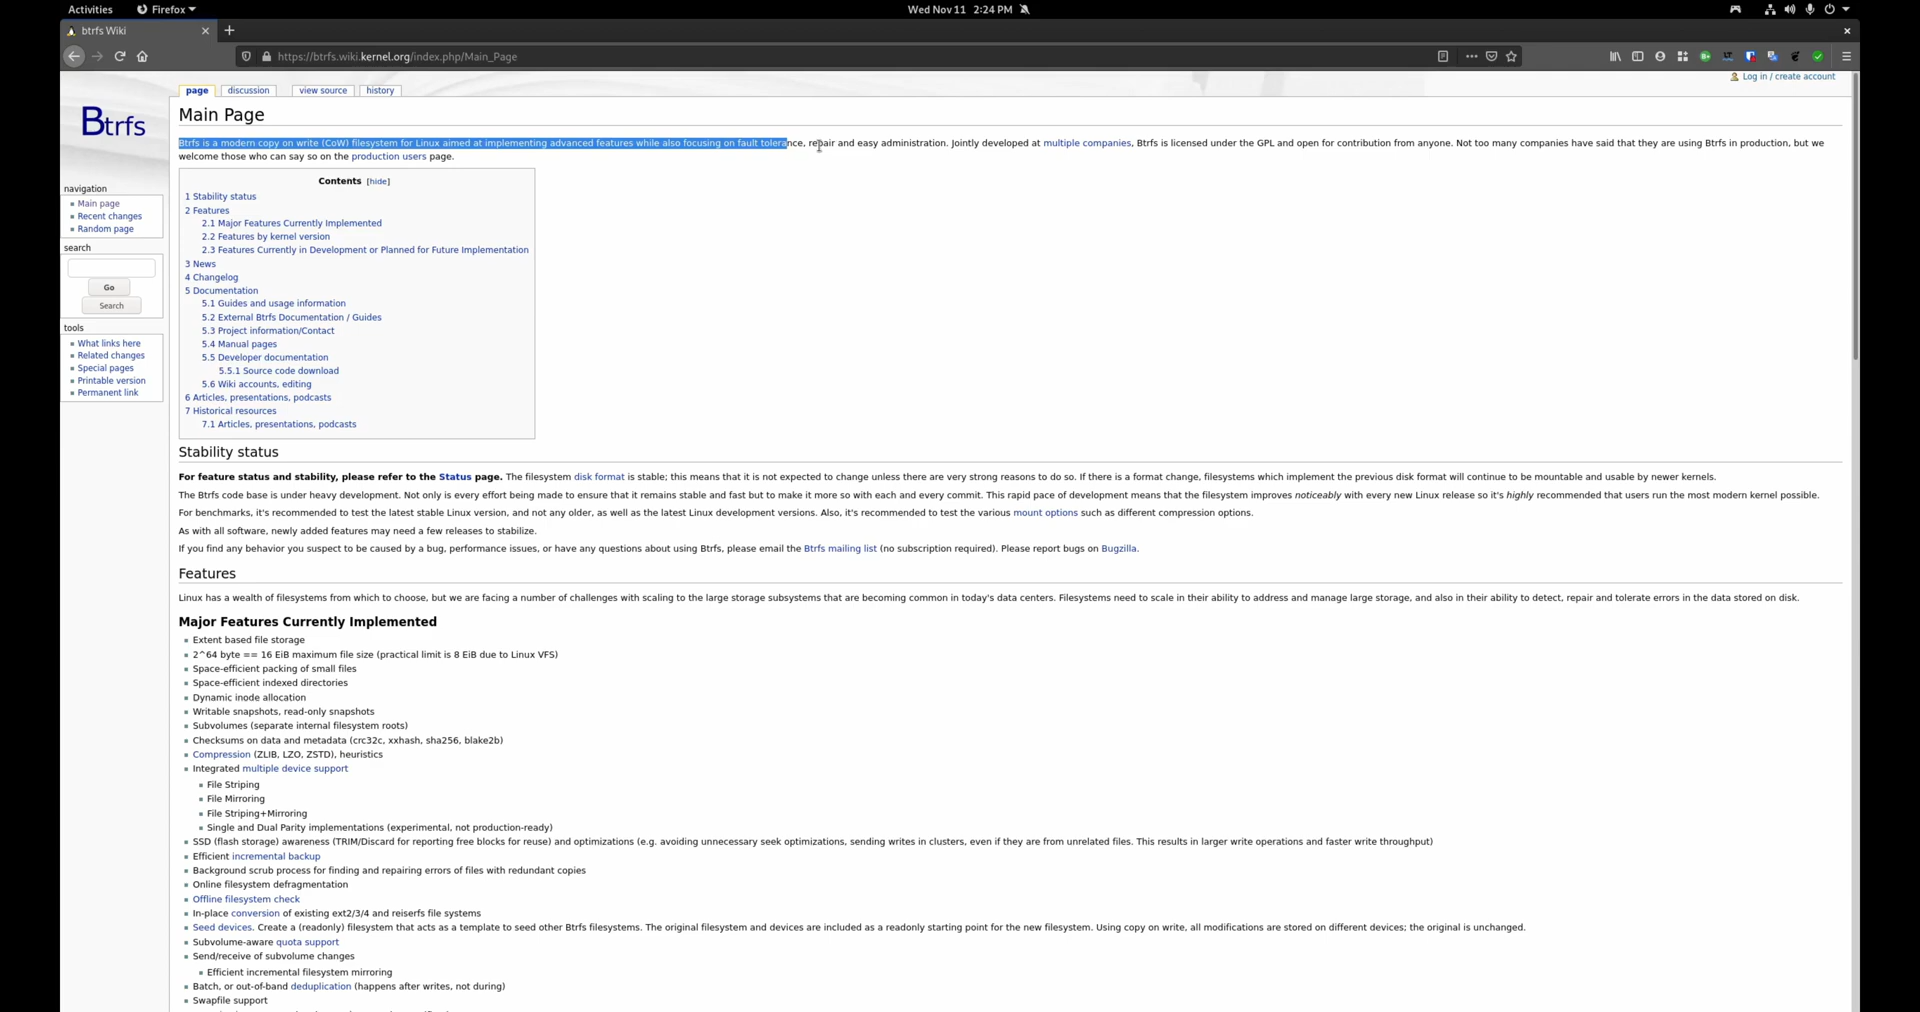 Activities Firefox Wed Nov 11 2:24 PM
btrfs Wiki
https://btrfs.wiki.kernel.org/index.php/Main_Page
Log in / create account
page discussion view source history
Btrfs
Main Page
Btrfs is a modern copy on write (CoW) filesystem for Linux aimed at implementing advanced features while also focusing on fault tolerance, repair and easy administration. Jointly developed at multiple companies, Btrfs is licensed under the GPL and open for contribution from anyone. Not too many companies have said that they are using Btrfs in production, but we
welcome those who can say so on the production users page.
navigation
Main page
Recent changes
Random page
search
Go
Search
tools
What links here
Related changes
Special pages
Printable version
Permanent link
Contents [hide]
1 Stability status
2 Features
2.1 Major Features Currently Implemented
2.2 Features by kernel version
2.3 Features Currently in Development or Planned for Future Implementation
3 News
4 Changelog
5 Documentation
5.1 Guides and usage information
5.2 External Btrfs Documentation / Guides
5.3 Project information/Contact
5.4 Manual pages
5.5 Developer documentation
5.5.1 Source code download
5.6 Wiki accounts, editing
6 Articles, presentations, podcasts
7 Historical resources
7.1 Articles, presentations, podcasts
Stability status
For feature status and stability, please refer to the Status page. The filesystem disk format is stable; this means that it is not expected to change unless there are very strong reasons to do so. If there is a format change, filesystems which implement the previous disk format will continue to be mountable and usable by newer kernels.
The Btrfs code base is under heavy development. Not only is every effort being made to ensure that it remains stable and fast but to make it more so with each and every commit. This rapid pace of development means that the filesystem improves noticeably with every new Linux release so it's highly recommended that users run the most modern kernel possible.
For benchmarks, it's recommended to test the latest stable Linux version, and not any older, as well as the latest Linux development versions. Also, it's recommended to test the various mount options such as different compression options.
As with all software, newly added features may need a few releases to stabilize.
If you find any behavior you suspect to be caused by a bug, performance issues, or have any questions about using Btrfs, please email the Btrfs mailing list (no subscription required). Please report bugs on Bugzilla.
Features
Linux has a wealth of filesystems from which to choose, but we are facing a number of challenges with scaling to the large storage subsystems that are becoming common in today's data centers. Filesystems need to scale in their ability to address and manage large storage, and also in their ability to detect, repair and tolerate errors in the data stored on disk.
Major Features Currently Implemented
Extent based file storage
2^64 byte == 16 EiB maximum file size (practical limit is 8 EiB due to Linux VFS)
Space-efficient packing of small files
Space-efficient indexed directories
Dynamic inode allocation
Writable snapshots, read-only snapshots
Subvolumes (separate internal filesystem roots)
Checksums on data and metadata (crc32c, xxhash, sha256, blake2b)
Compression (ZLIB, LZO, ZSTD), heuristics
Integrated multiple device support
File Striping
File Mirroring
File Striping+Mirroring
Single and Dual Parity implementations (experimental, not production-ready)
SSD (flash storage) awareness (TRIM/Discard for reporting free blocks for reuse) and optimizations (e.g. avoiding unnecessary seek optimizations, sending writes in clusters, even if they are from unrelated files. This results in larger write operations and faster write throughput)
Efficient incremental backup
Background scrub process for finding and repairing errors of files with redundant copies
Online filesystem defragmentation
Offline filesystem check
In-place conversion of existing ext2/3/4 and reiserfs file systems
Seed devices. Create a (readonly) filesystem that acts as a template to seed other Btrfs filesystems. The original filesystem and devices are included as a readonly starting point for the new filesystem. Using copy on write, all modifications are stored on different devices; the original is unchanged.
Subvolume-aware quota support
Send/receive of subvolume changes
Efficient incremental filesystem mirroring
Batch, or out-of-band deduplication (happens after writes, not during)
Swapfile support